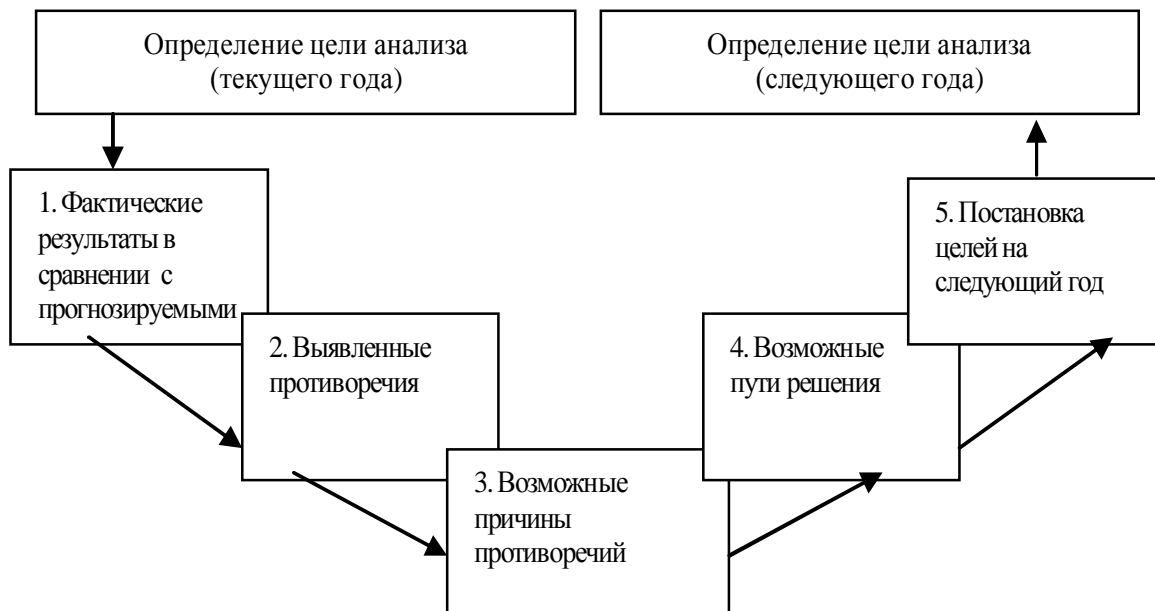 Определение цели анализа
(текущего года)
Определение цели анализа
(следующего года)
1. Фактические
результаты в
сравнении с
прогнозируемыми
2. Выявленные
противоречия
3. Возможные
причины
противоречий
4. Возможные
пути решения
5. Постановка
целей на
следующий год